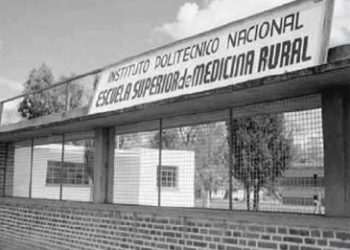 INSTITUTO POLITECNICO NACIONAL
ESCUELA SUPERIOR de MEDICINA RURAL